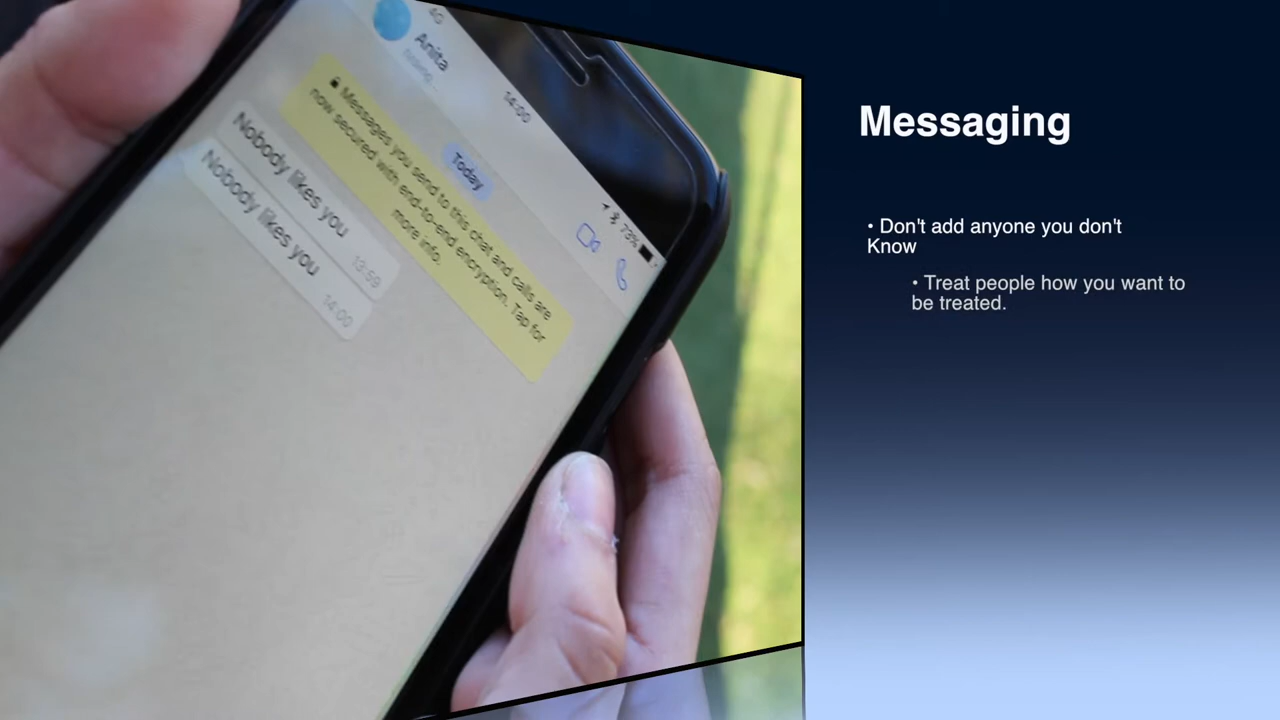 4G
Anita
14:00
73%
Today
Messages you send to this chat and calls are
now secured with end-to-end encryption. Tap for
more info.
Nobody likes you
13:59
Nobody likes you
14:00
Messaging
• Don't add anyone you don't
Know
• Treat people how you want to
be treated.